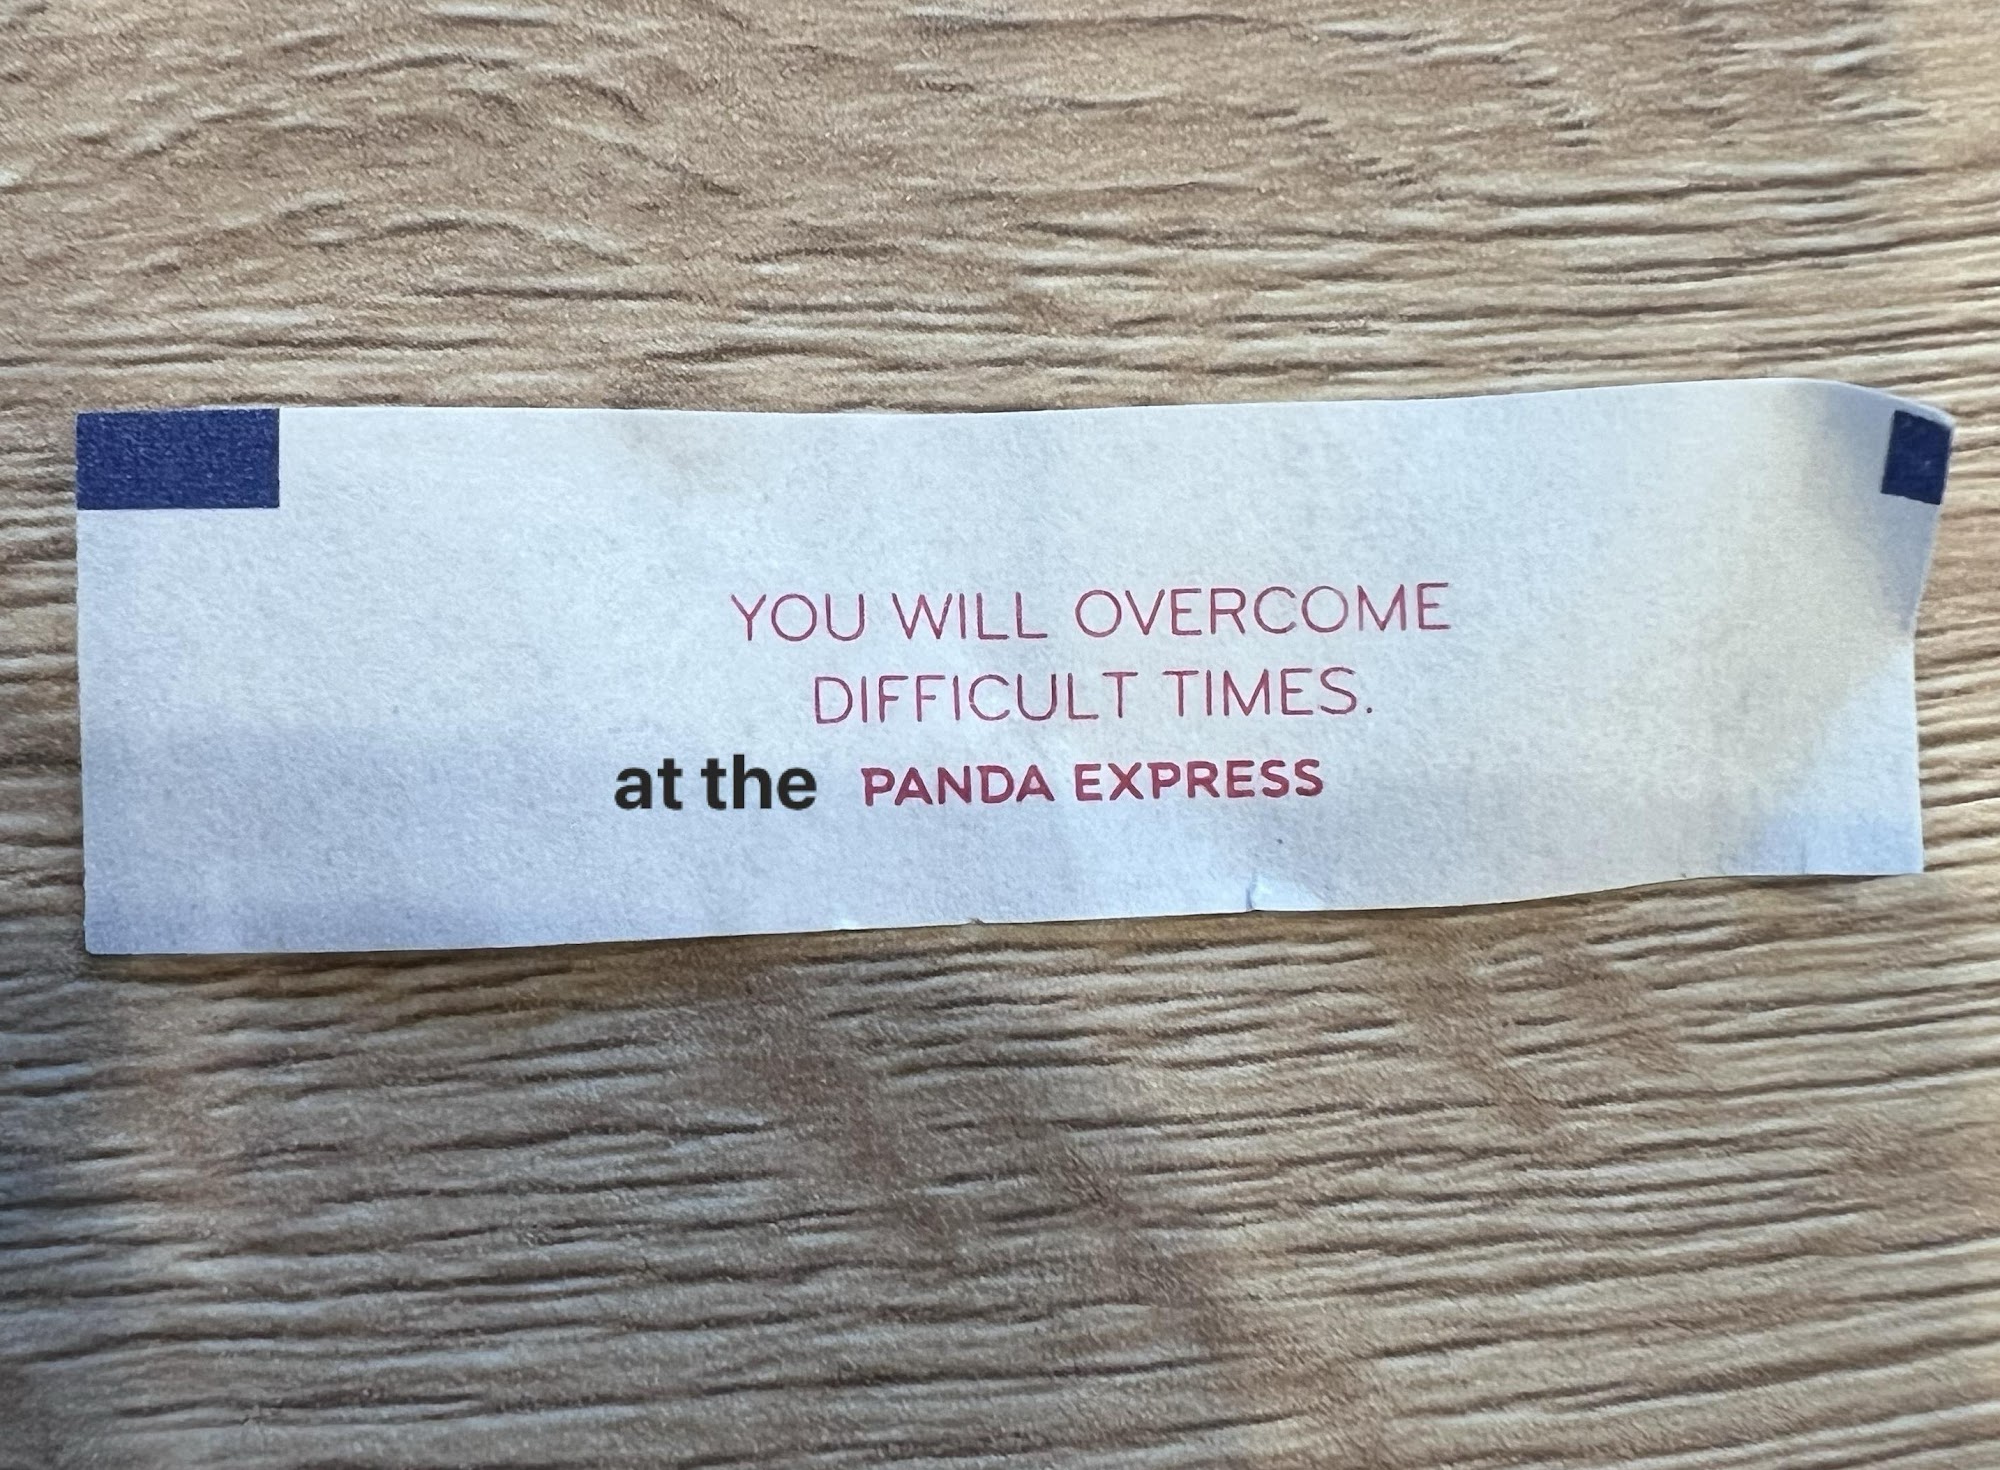 YOU WILL OVERCOME
DIFFICULT TIMES.
at the PANDA EXPRESS